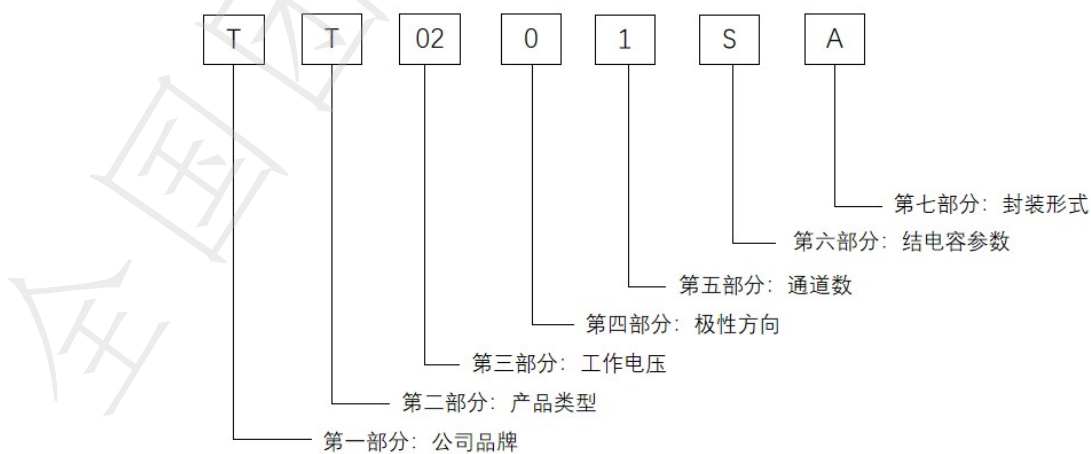 T T 02 0 1 S A
第七部分：封装形式
第六部分：结电容参数
第五部分：通道数
第四部分：极性方向
第三部分：工作电压
第二部分：产品类型
第一部分：公司品牌
全国